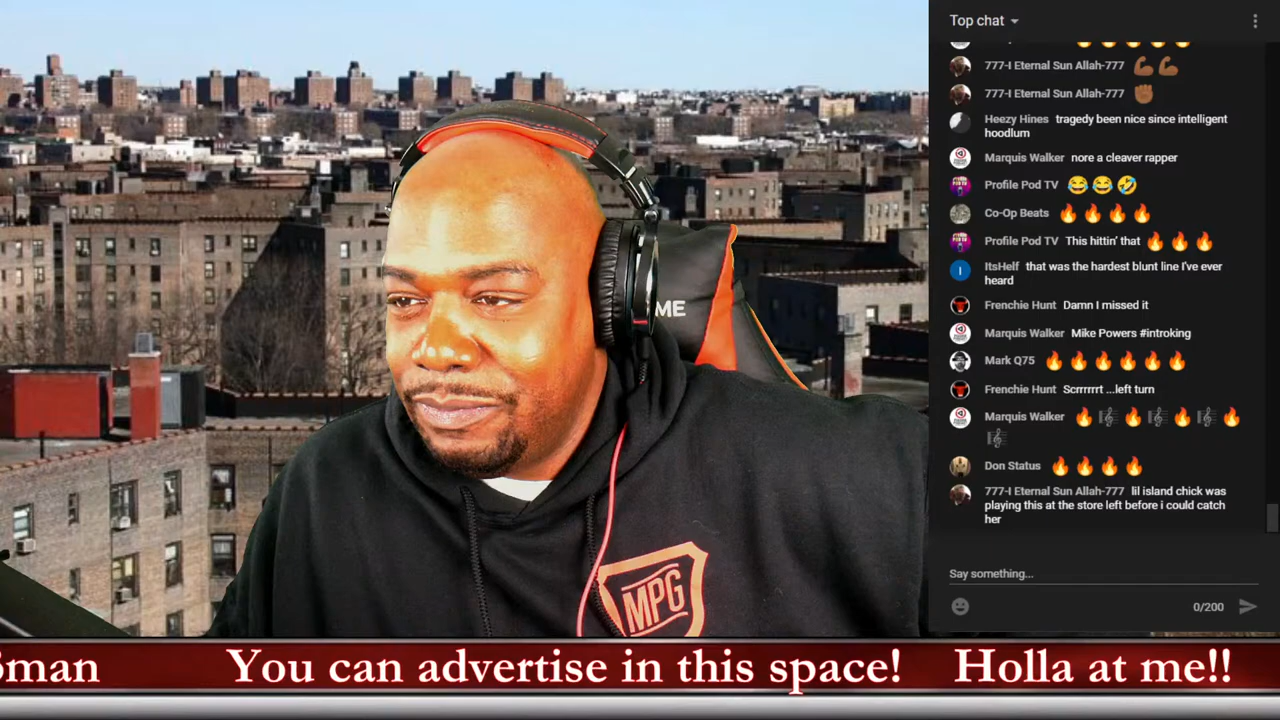 Top chat
777-I Eternal Sun Allah-777
777-I Eternal Sun Allah-777
Heezy Hines tragedy been nice since intelligent
hoodlum
Marquis Walker nore a cleaver rapper
Profile Pod TV
Co-Op Beats
Profile Pod TV This hittin' that
ItsHelf that was the hardest blunt line I've ever
heard
Frenchie Hunt Damn I missed it
Marquis Walker Mike Powers #introking
Mark Q75
Frenchie Hunt Scrrrrrrt ...left turn
Marquis Walker
Don Status
777-I Eternal Sun Allah-777 lil island chick was
playing this at the store left before i could catch
her
Say something...
0/200
ME
MPG
man You can advertise in this space! Holla at me!!